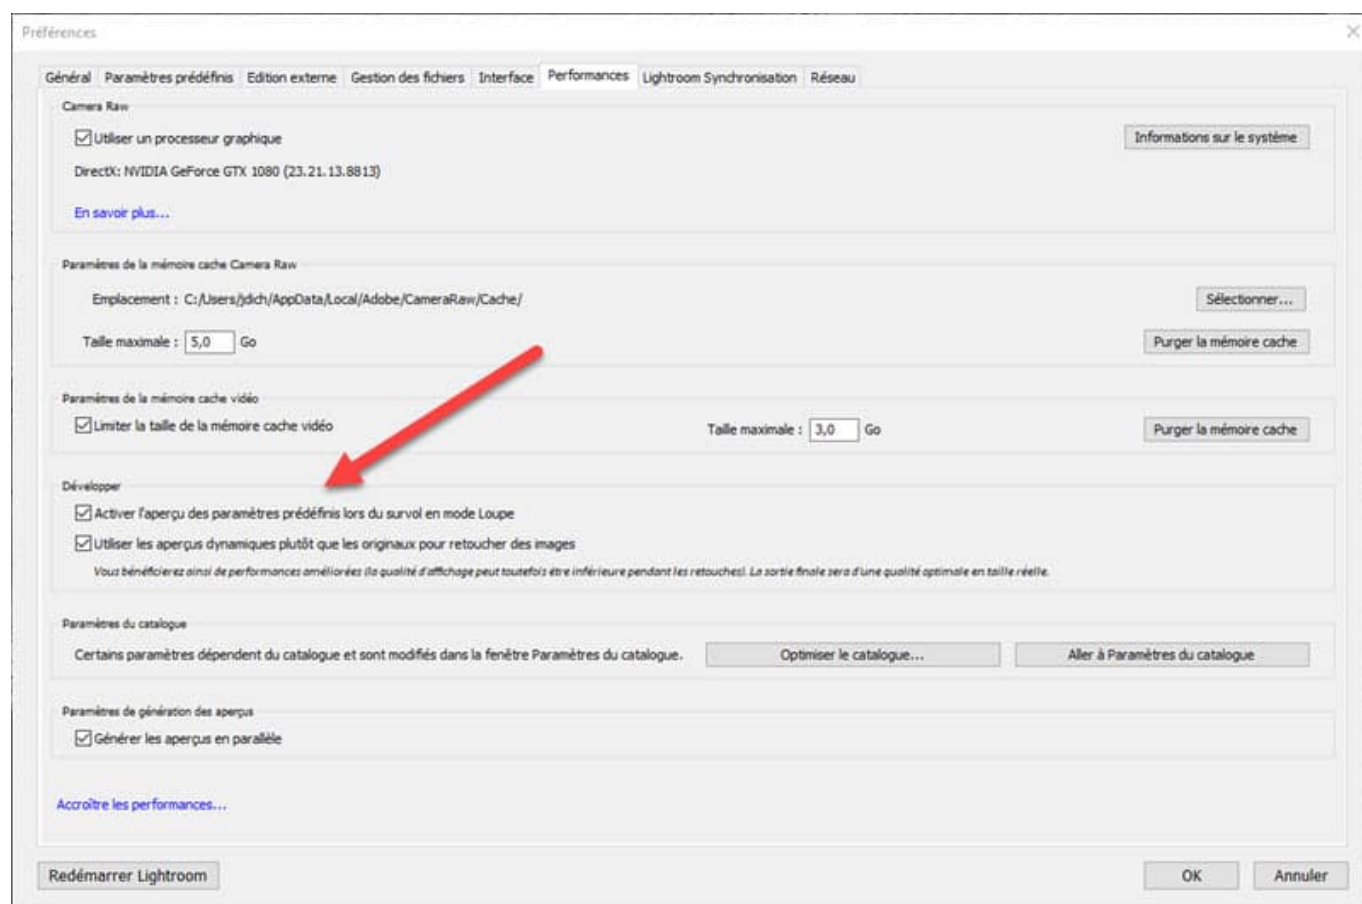 Préférences
Général Paramètres prédéfinis Edition externe Gestion des fichiers Interface Performances Lightroom Synchronisation Réseau
Camera Raw
Utiliser un processeur graphique Informations sur le système
DirectX: NVIDIA GeForce GTX 1080 (23.21.13.8813)
En savoir plus...
Paramètres de la mémoire cache Camera Raw
Emplacement : C:/Users/jdich/AppData/Local/Adobe/CameraRaw/Cache/ Sélectionner...
Taille maximale : 5,0 Go Purger la mémoire cache
Paramètres de la mémoire cache vidéo
Limiter la taille de la mémoire cache vidéo Taille maximale : 3,0 Go Purger la mémoire cache
Développer
Activer l'aperçu des paramètres prédéfinis lors du survol en mode Loupe
Utiliser les aperçus dynamiques plutôt que les originaux pour retoucher des images
Vous bénéficierez ainsi de performances améliorées (la qualité d'affichage peut toutefois être inférieure pendant les retouches). La sortie finale sera d'une qualité optimale en taille réelle.
Paramètres du catalogue
Certains paramètres dépendent du catalogue et sont modifiés dans la fenêtre Paramètres du catalogue. Optimiser le catalogue... Aller à Paramètres du catalogue
Paramètres de génération des aperçus
Générer les aperçus en parallèle
Accroître les performances...
Redémarrer Lightroom OK Annuler